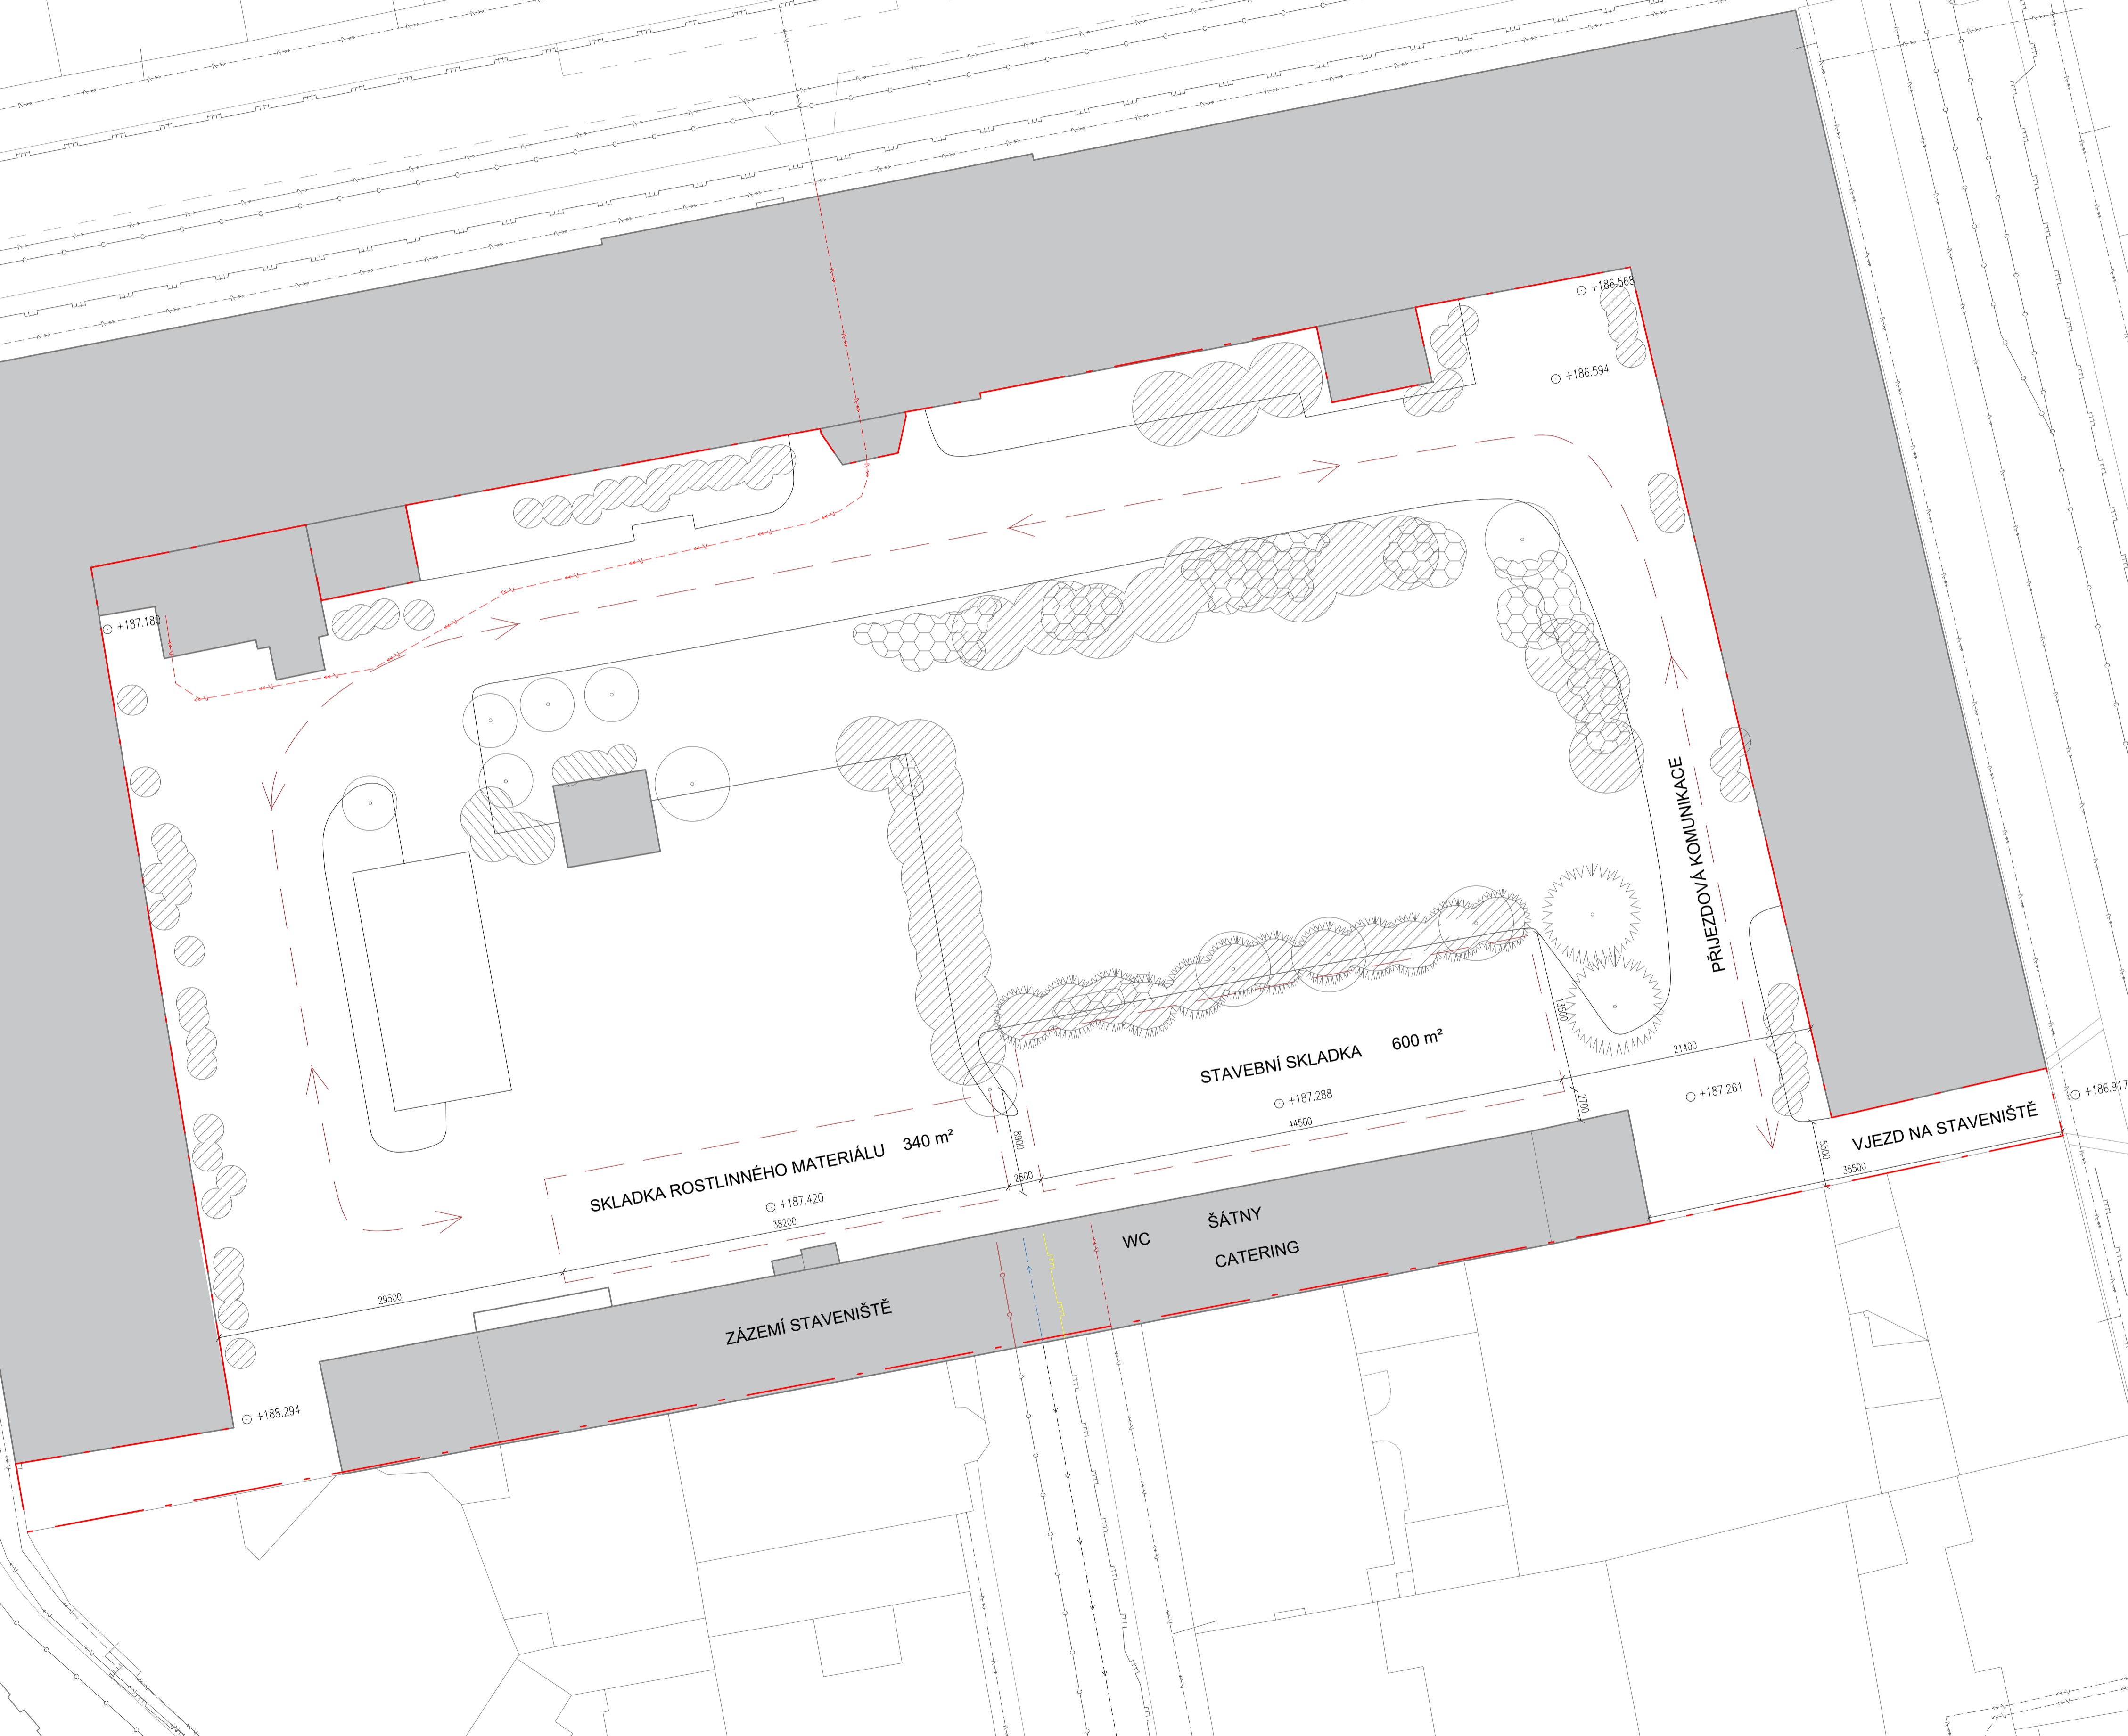 +186.568
+186.594
+187.180
PŘIJEZDOVÁ KOMUNIKACE
13500
STAVEBNÍ SKLADKA 600 m²
21400
+187.288
+187.261
2700
+186.917
VJEZD NA STAVENIŠTĚ
44500
8900
5500
35500
SKLADKA ROSTLINNÉHO MATERIÁLU 340 m²
2800
+187.420
38200
WC
ŠÁTNY
CATERING
29500
ZÁZEMÍ STAVENIŠTĚ
+188.294